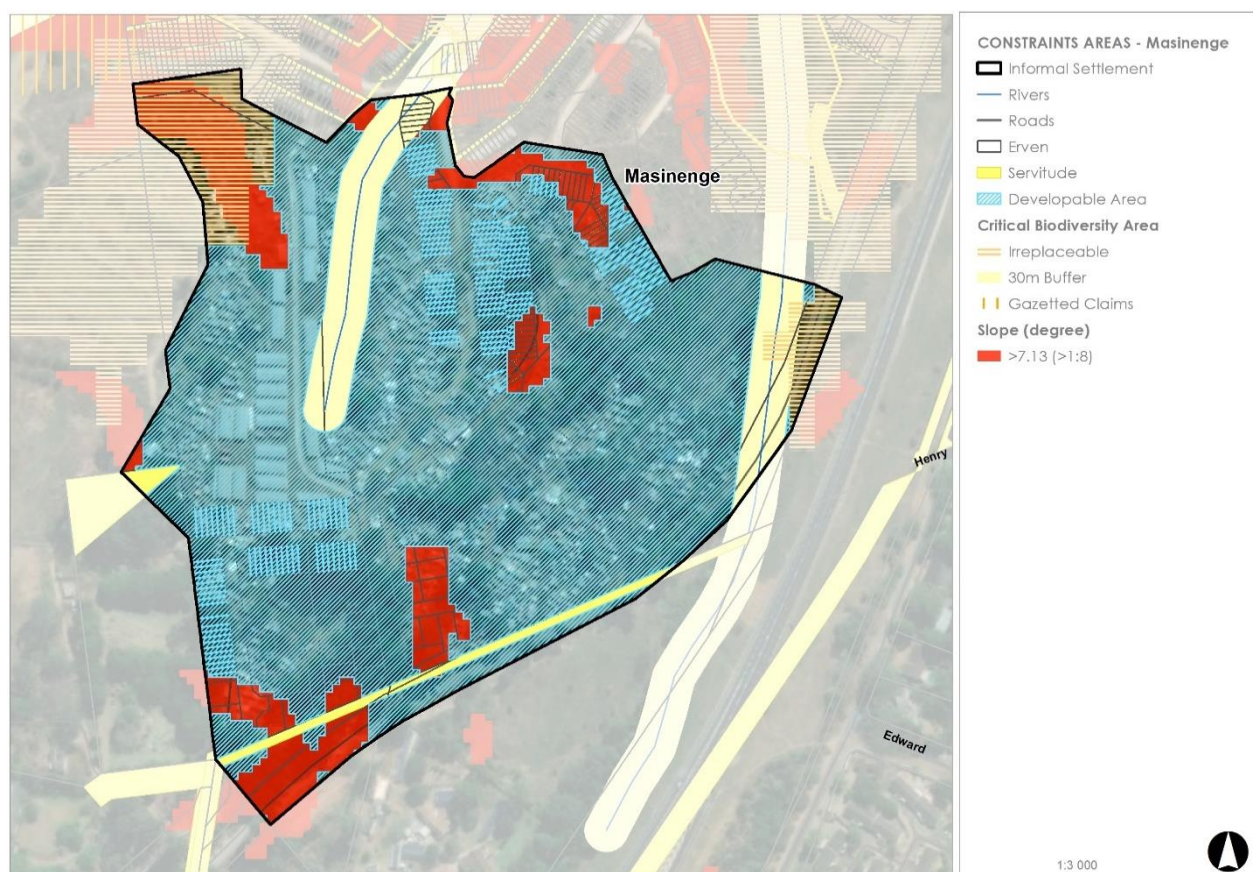 CONSTRAINTS AREAS - Masinenge
Informal Settlement
Rivers
Roads
Erven
Servitude
Developable Area
Critical Biodiversity Area
Irreplaceable
30m Buffer
Gazetted Claims
Slope (degree)
>7.13 (>1:8)
Masinenge
Henry
Edward
1:3 000